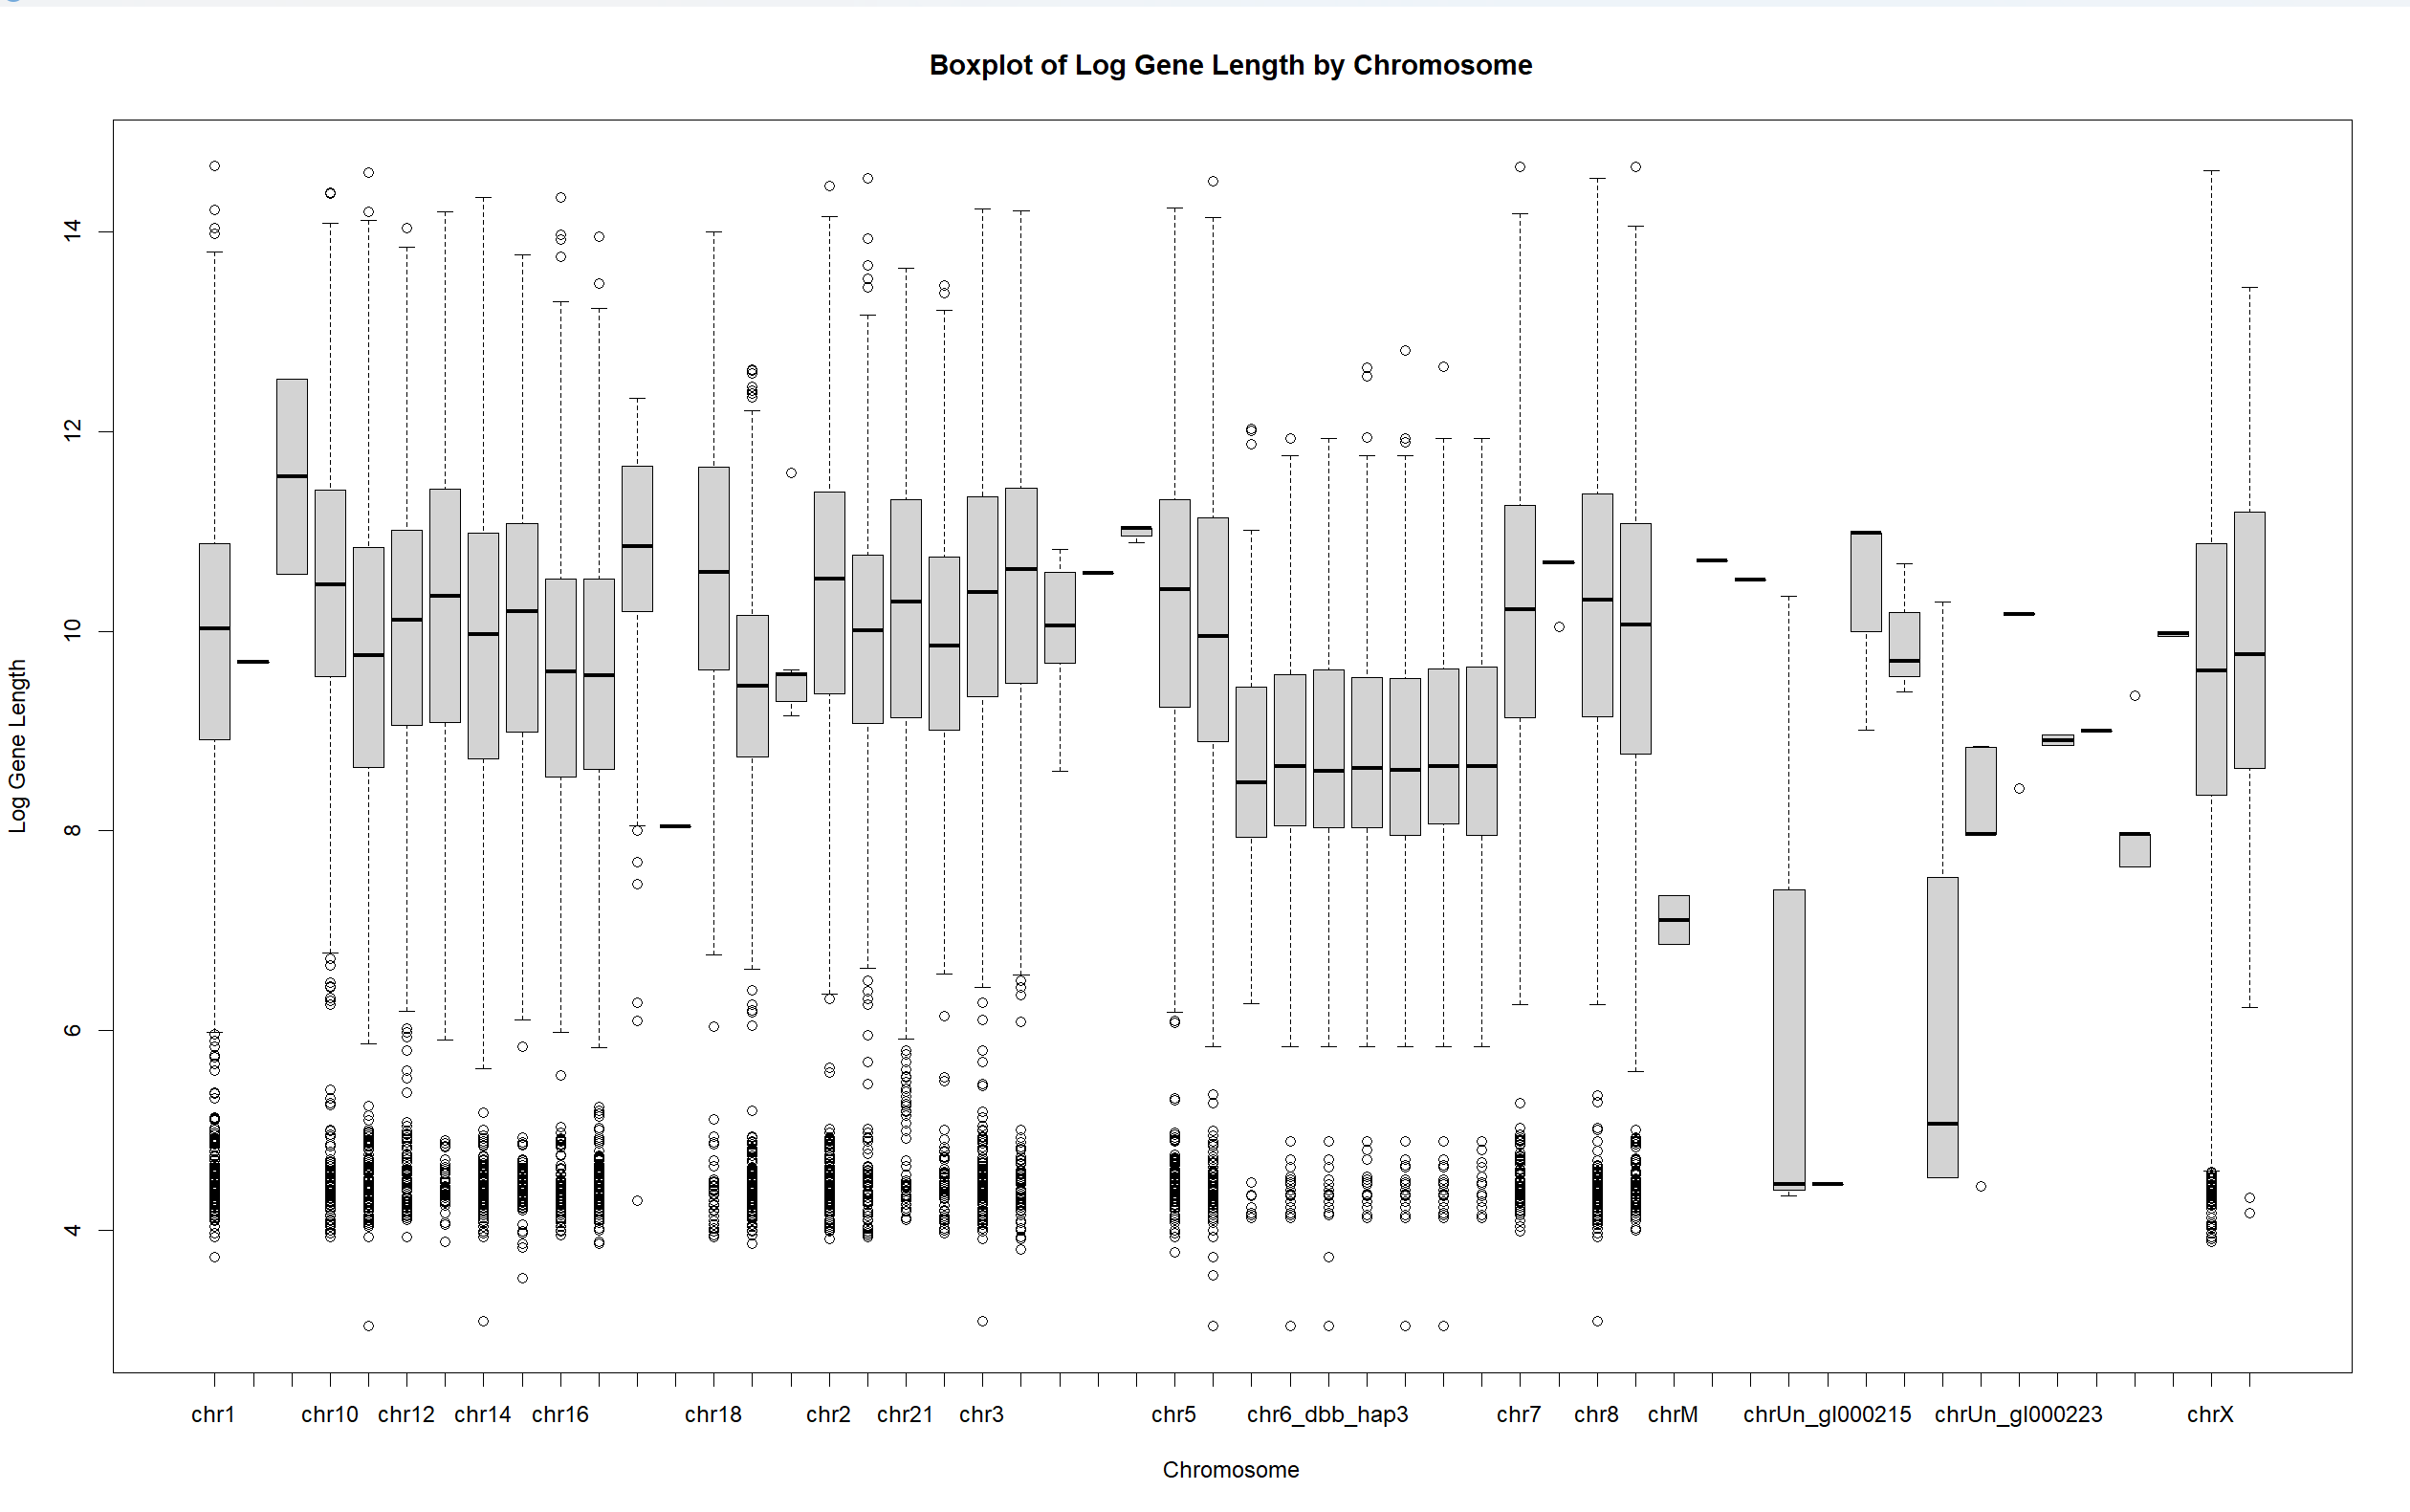 Boxplot of Log Gene Length by Chromosome
Log Gene Length
14
12
10
8
6
4
chr1 chr10 chr12 chr14 chr16 chr18 chr2 chr21 chr3 chr5 chr6_dbb_hap3 chr7 chr8 chrM chrUn_gl000215 chrUn_gl000223 chrX
Chromosome